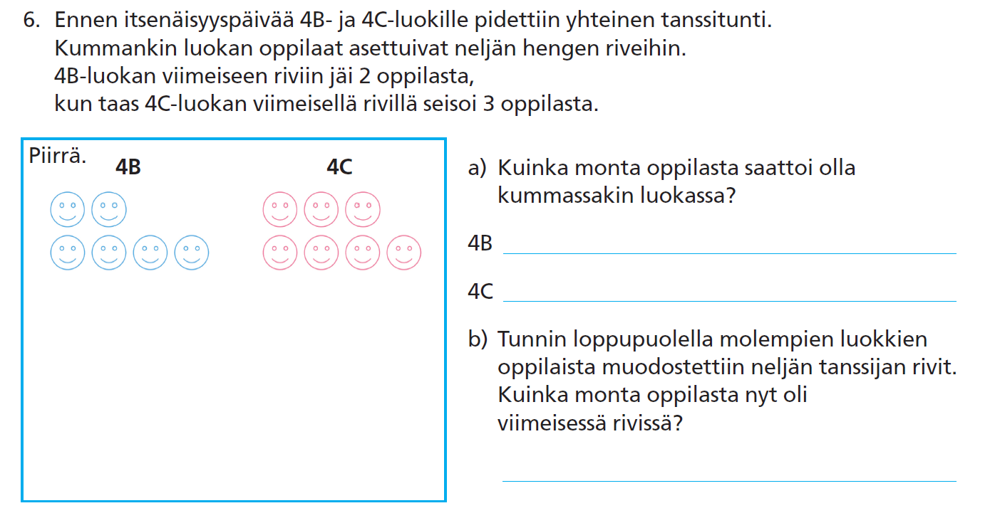 6. Ennen itsenäisyyspäivää 4B- ja 4C-luokille pidettiin yhteinen tanssitunti.
Kummankin luokan oppilaat asettuivat neljän hengen riveihin.
4B-luokan viimeiseen riviin jäi 2 oppilasta,
kun taas 4C-luokan viimeisellä rivillä seisoi 3 oppilasta.
Piirrä.
4B 4C
a) Kuinka monta oppilasta saattoi olla
kummassakin luokassa?
4B
4C
b) Tunnin loppupuolella molempien luokkien
oppilaista muodostettiin neljän tanssijan rivit.
Kuinka monta oppilasta nyt oli
viimeisessä rivissä?